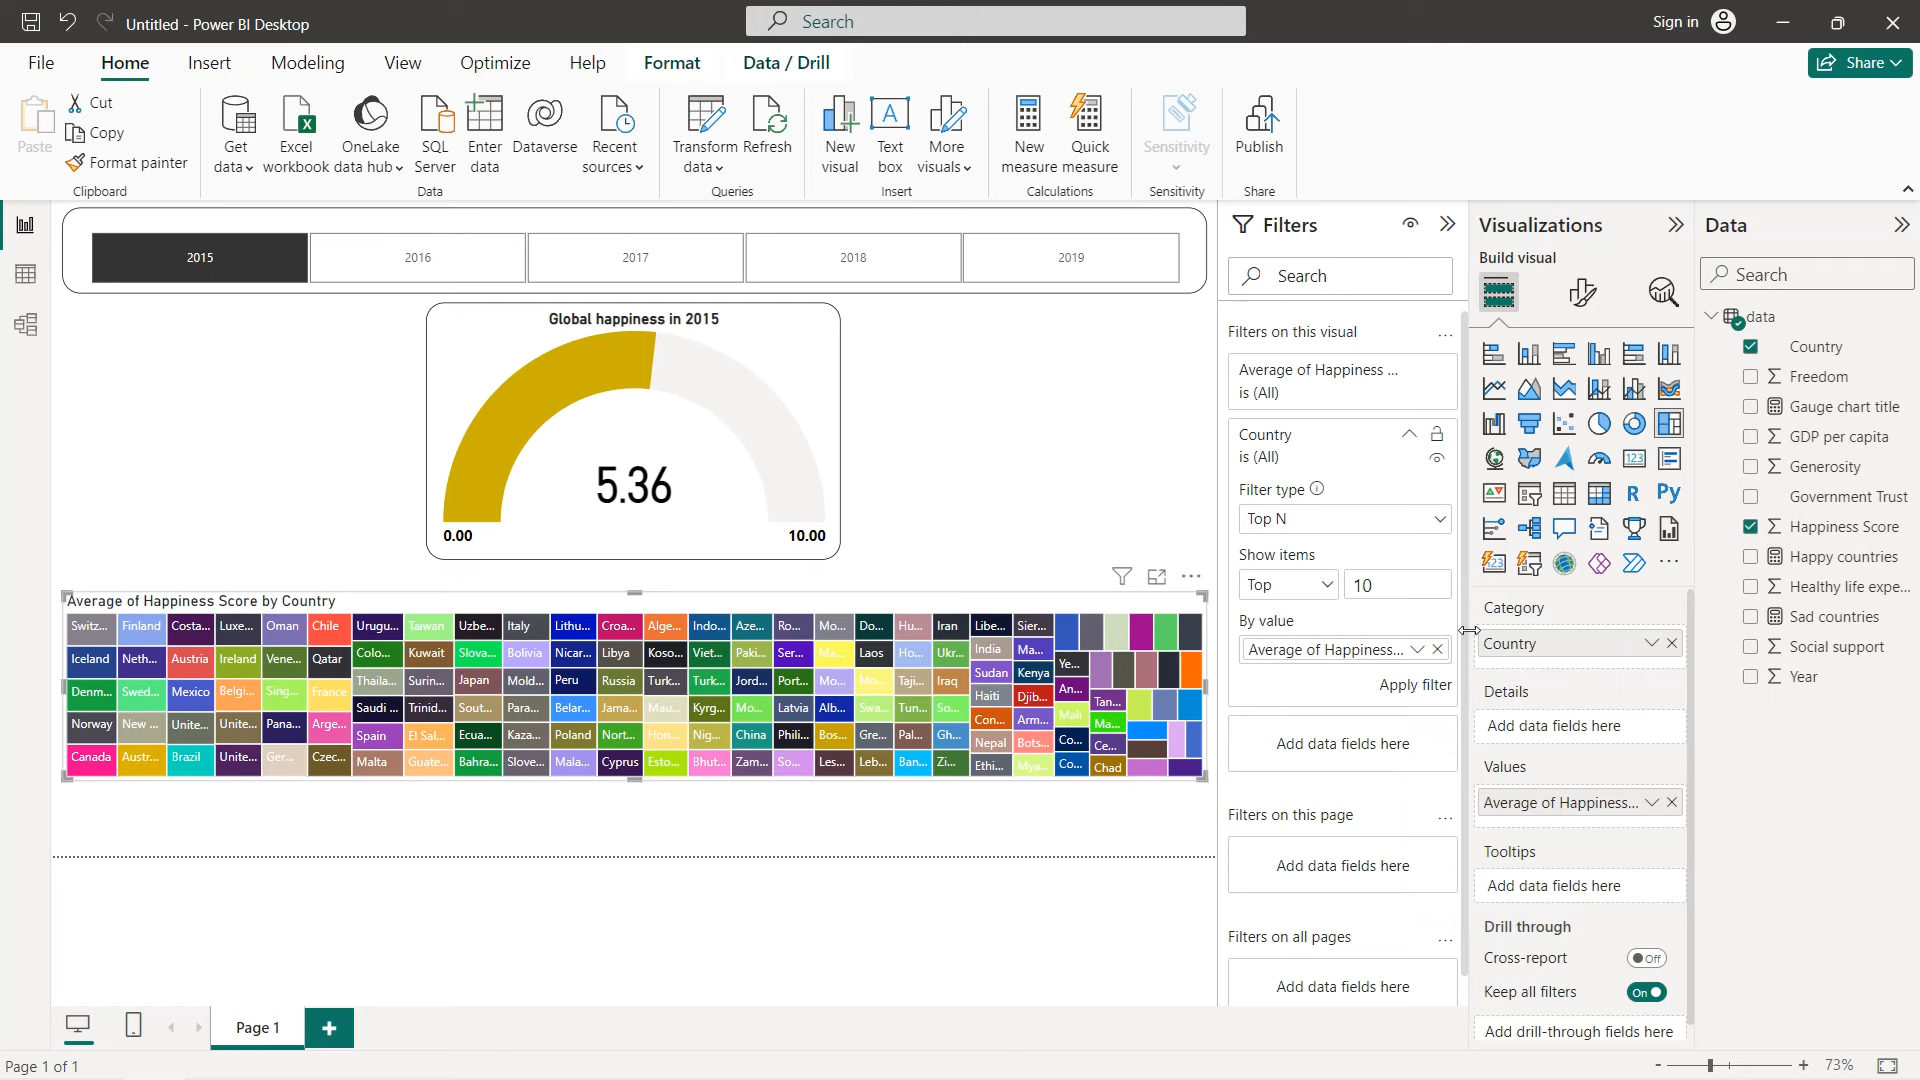 Untitled - Power BI Desktop
Search
Sign in
File
Home
Insert
Modeling
View
Optimize
Help
Format
Data / Drill
Share
Paste
Cut
Copy
Format painter
Clipboard
Get data
Excel workbook
OneLake data hub
SQL Server
Enter data
Dataverse
Recent sources
Data
Transform data
Refresh
Queries
New visual
Text box
More visuals
Insert
New measure
Quick measure
Calculations
Sensitivity
Sensitivity
Publish
Share
2015
2016
2017
2018
2019
Global happiness in 2015
5.36
0.00
10.00
Average of Happiness Score by Country
Switz... Finland Costa... Luxe... Oman Chile Urugu... Taiwan Uzbe... Italy Lithu... Croa... Alge... Indo... Aze... Ro... Mo... Do... Hu... Iran Libe... Sier...
Iceland Neth... Austria Ireland Vene... Qatar Colo... Kuwait Slova... Bolivia Nicar... Libya Koso... Viet... Paki... Ser... Ma... Laos Ho... Ukr... India Ma... Ye...
Denm... Swed... Mexico Belgi... Sing... France Thaila... Surin... Japan Mold... Peru Russia Turk... Turk... Jord... Port... Mo... Mo... Taji... Iraq Sudan Kenya An...
Norway New ... Unite... Unite... Pana... Arge... Saudi ... Trinid... Sout... Para... Belar... Jama... Mau... Kyrg... Mo... Latvia Alb... Swa... Tun... So... Haiti Djib... Mali Tan... Ma...
Spain El Sal... Ecua... Kaza... Poland Nort... Hon... Nig... China Phili... Bos... Gre... Pal... Gh... Con... Arm... Co... Ce...
Canada Austr... Brazil Unite... Ger... Czec... Malta Guate... Bahra... Slove... Mala... Cyprus Esto... Bhut... Zam... So... Les... Leb... Ban... Zi... Nepal Bots... Ethi... Mya... Co... Chad
Filters
Search
Filters on this visual
...
Average of Happiness ...
is (All)
Country
is (All)
Filter type
Top N
Show items
Top
10
By value
Average of Happiness...
Apply filter
Add data fields here
Filters on this page
...
Add data fields here
Filters on all pages
...
Add data fields here
Visualizations
Build visual
R
Py
123
...
Category
Country
Details
Add data fields here
Values
Average of Happiness...
Tooltips
Add data fields here
Drill through
Cross-report
Off
Keep all filters
On
Add drill-through fields here
Data
Search
data
Country
Freedom
Gauge chart title
GDP per capita
Generosity
Government Trust
Happiness Score
Happy countries
Healthy life expe...
Sad countries
Social support
Year
Page 1
Page 1 of 1
73%